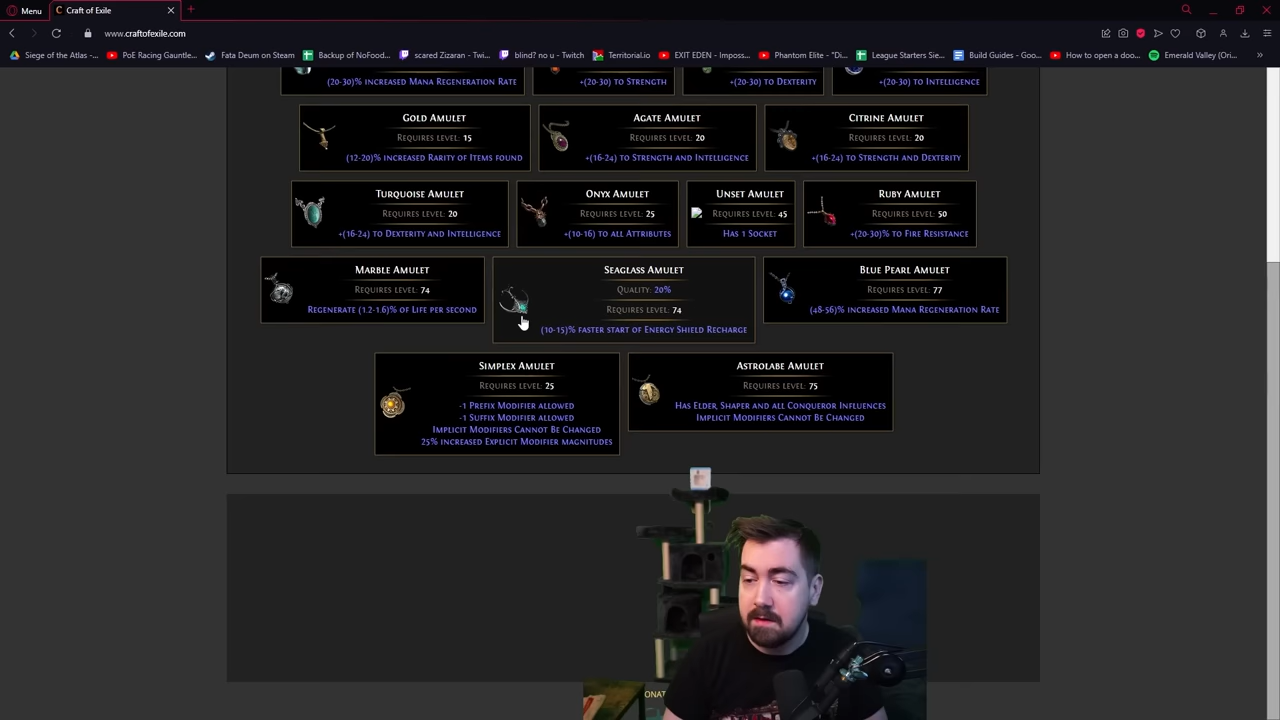 Menu
Craft of Exile
www.craftofexile.com
Siege of the Atlas -...
PoE Racing Gauntle...
Fata Deum on Steam
Backup of NoFood...
scared Zizaran - Twi...
blind? no u - Twitch
Territorial.io
EXIT EDEN - Imposs...
Phantom Elite - "Di...
League Starters Sie...
Build Guides - Goo...
How to open a doo...
Emerald Valley (Ori...
(20-30)% increased Mana Regeneration Rate
+(20-30) to Strength
+(20-30) to Dexterity
+(20-30) to Intelligence
Gold Amulet
Requires level: 15
(12-20)% increased Rarity of Items found
Agate Amulet
Requires level: 20
+(16-24) to Strength and Intelligence
Citrine Amulet
Requires level: 20
+(16-24) to Strength and Dexterity
Turquoise Amulet
Requires level: 20
+(16-24) to Dexterity and Intelligence
Onyx Amulet
Requires level: 25
+(10-16) to all Attributes
Unset Amulet
Requires level: 45
Has 1 Socket
Ruby Amulet
Requires level: 50
+(20-30)% to Fire Resistance
Marble Amulet
Requires level: 74
Regenerate (1.2-1.6)% of Life per second
Seaglass Amulet
Quality: 20%
Requires level: 74
(10-15)% faster start of Energy Shield Recharge
Blue Pearl Amulet
Requires level: 77
(48-56)% increased Mana Regeneration Rate
Simplex Amulet
Requires level: 25
-1 Prefix Modifier allowed
-1 Suffix Modifier allowed
Implicit Modifiers Cannot Be Changed
25% increased Explicit Modifier magnitudes
Astrolabe Amulet
Requires level: 75
Has Elder, Shaper and all Conqueror Influences
Implicit Modifiers Cannot Be Changed